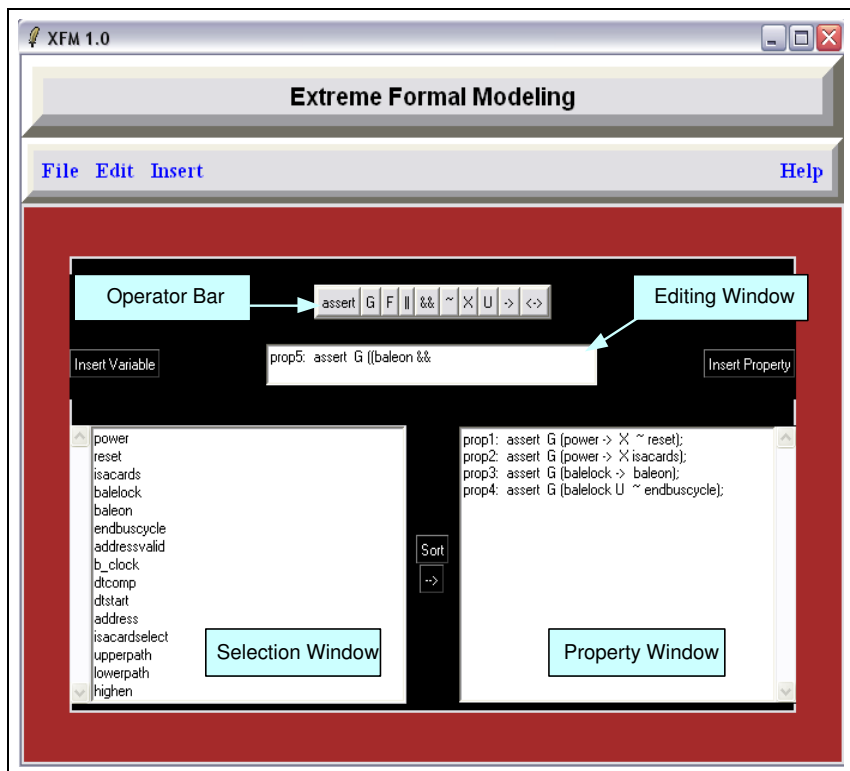 XFM 1.0
Extreme Formal Modeling
File Edit Insert Help
Operator Bar
assert G F || && ~ X U -> <->
Editing Window
Insert Variable
prop5: assert G ((baleon &&
Insert Property
power
reset
isacards
balelock
baleon
endbuscycle
addressvalid
b_clock
dtcomp
dtstart
address
isacardselect
upperpath
lowerpath
highen
Selection Window
Sort
-->
prop1: assert G (power -> X ~ reset);
prop2: assert G (power -> X isacards);
prop3: assert G (balelock -> baleon);
prop4: assert G (balelock U ~ endbuscycle);
Property Window